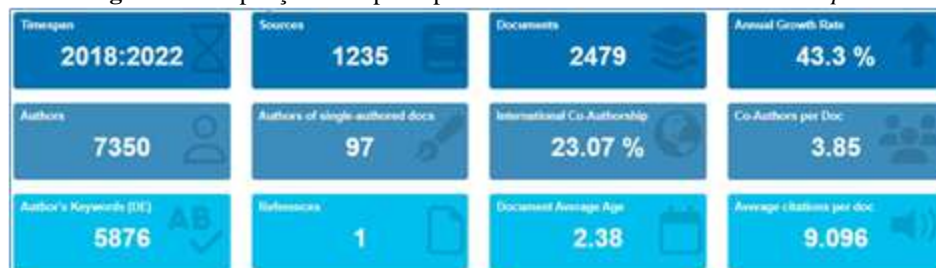 Timespan
2018:2022
Sources
1235
Documents
2479
Annual Growth Rate
43.3 %
Authors
7350
Authors of single-authored docs
97
International Co-Authorship
23.07 %
Co-Authors per Doc
3.85
Author's Keywords (DE)
5876
References
1
Document Average Age
2.38
Average citations per doc
9.096